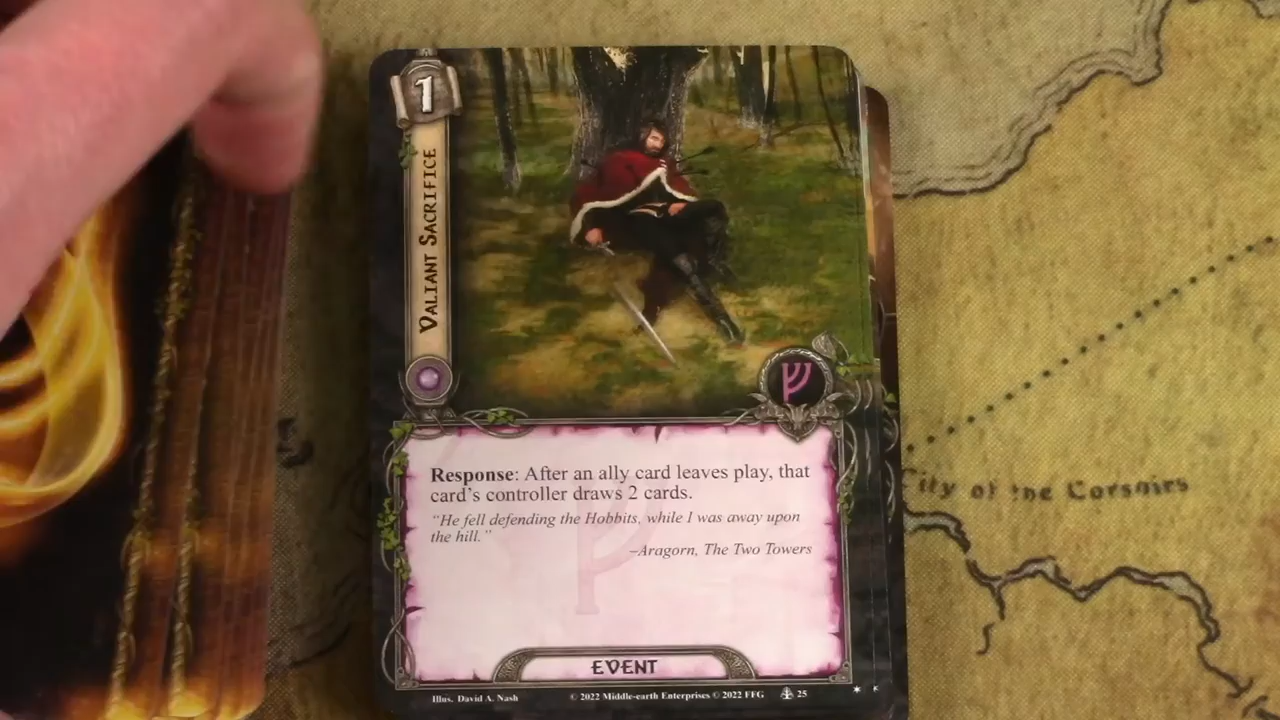 1
VALIANT SACRIFICE
Response: After an ally card leaves play, that
card's controller draws 2 cards.
"He fell defending the Hobbits, while I was away upon
the hill."
–Aragorn, The Two Towers
EVENT
Illus. David A. Nash © 2022 Middle-earth Enterprises © 2022 FFG 25
City of the Corsairs